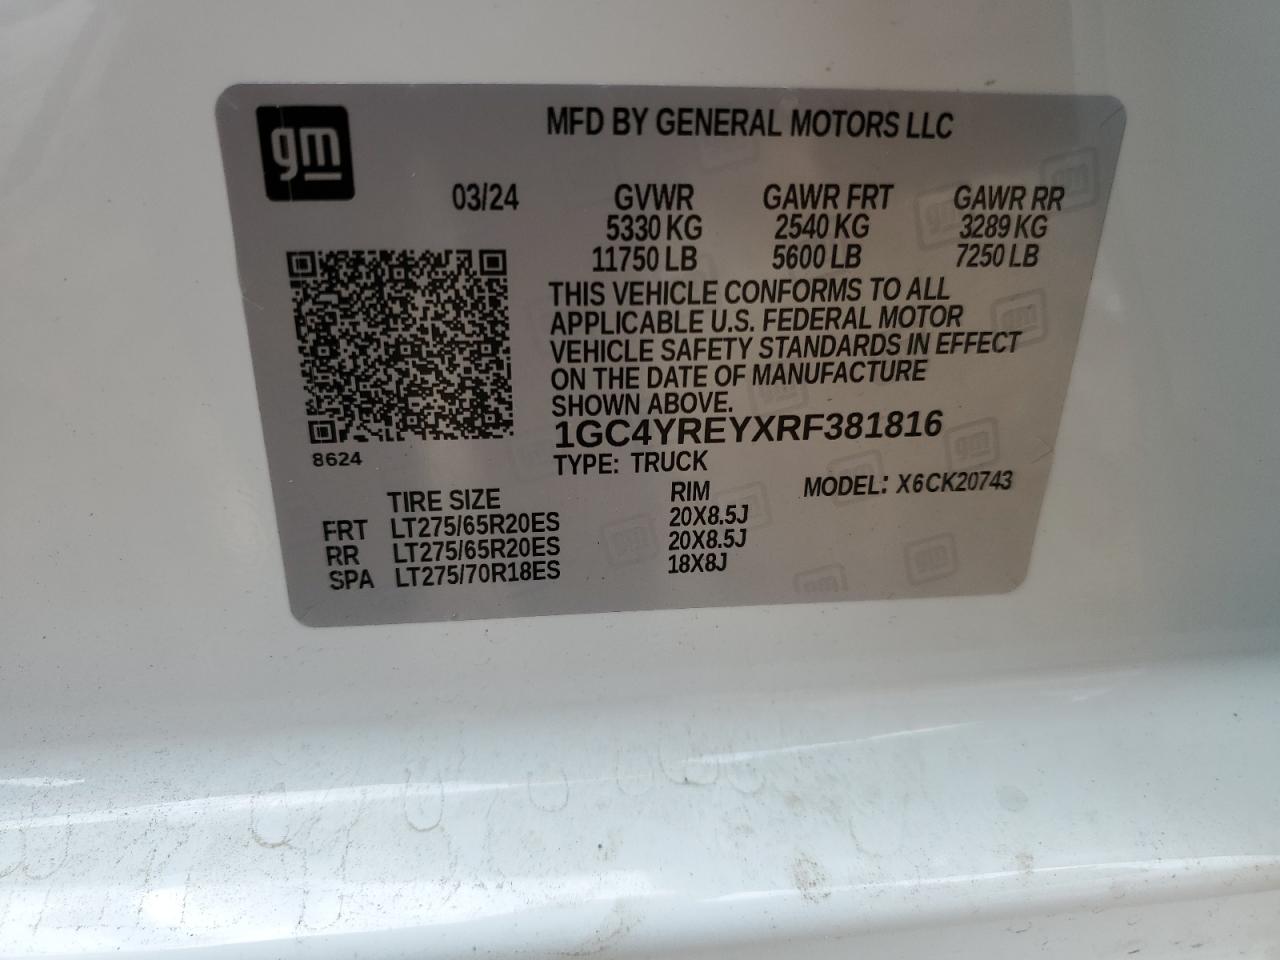 gm
MFD BY GENERAL MOTORS LLC
03/24 GVWR GAWR FRT GAWR RR
5330 KG 2540 KG 3289 KG
11750 LB 5600 LB 7250 LB
THIS VEHICLE CONFORMS TO ALL
APPLICABLE U.S. FEDERAL MOTOR
VEHICLE SAFETY STANDARDS IN EFFECT
ON THE DATE OF MANUFACTURE
SHOWN ABOVE.
1GC4YREYXRF381816
8624
TYPE: TRUCK
MODEL: X6CK20743
TIRE SIZE RIM
FRT LT275/65R20ES 20X8.5J
RR LT275/65R20ES 20X8.5J
SPA LT275/70R18ES 18X8J